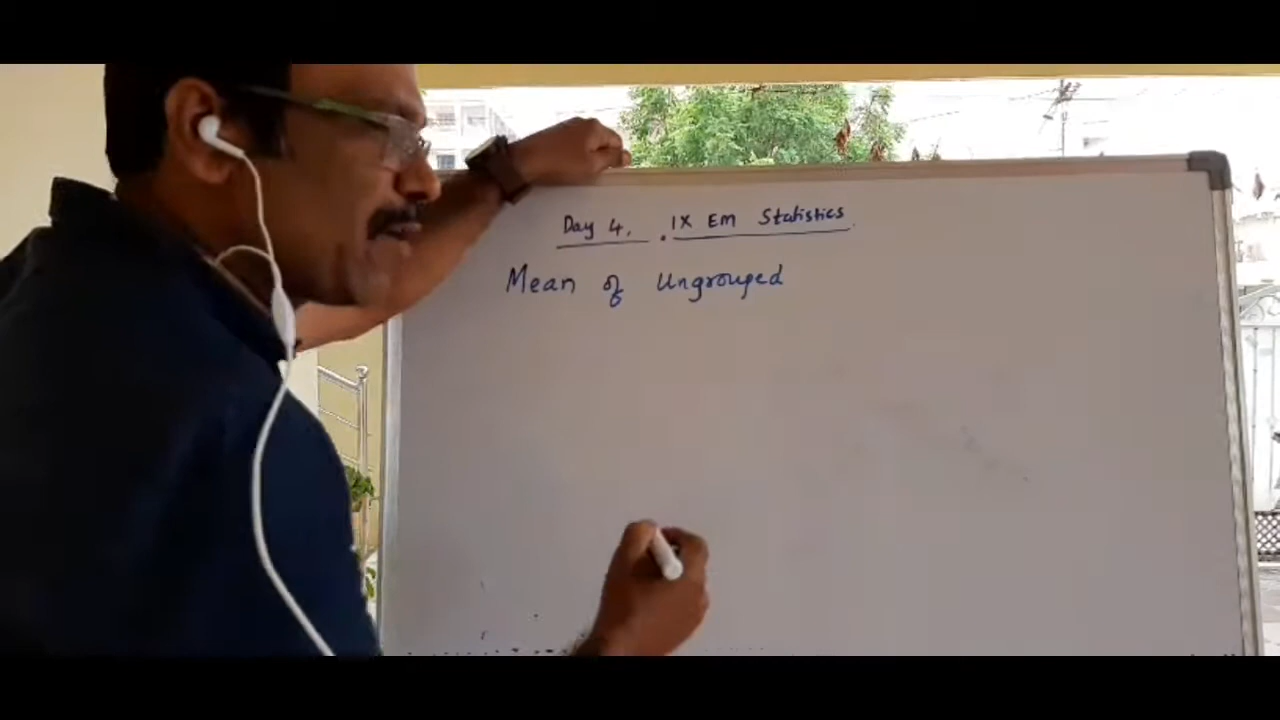 Day 4, . IX Em Statistics
Mean of Ungrouped